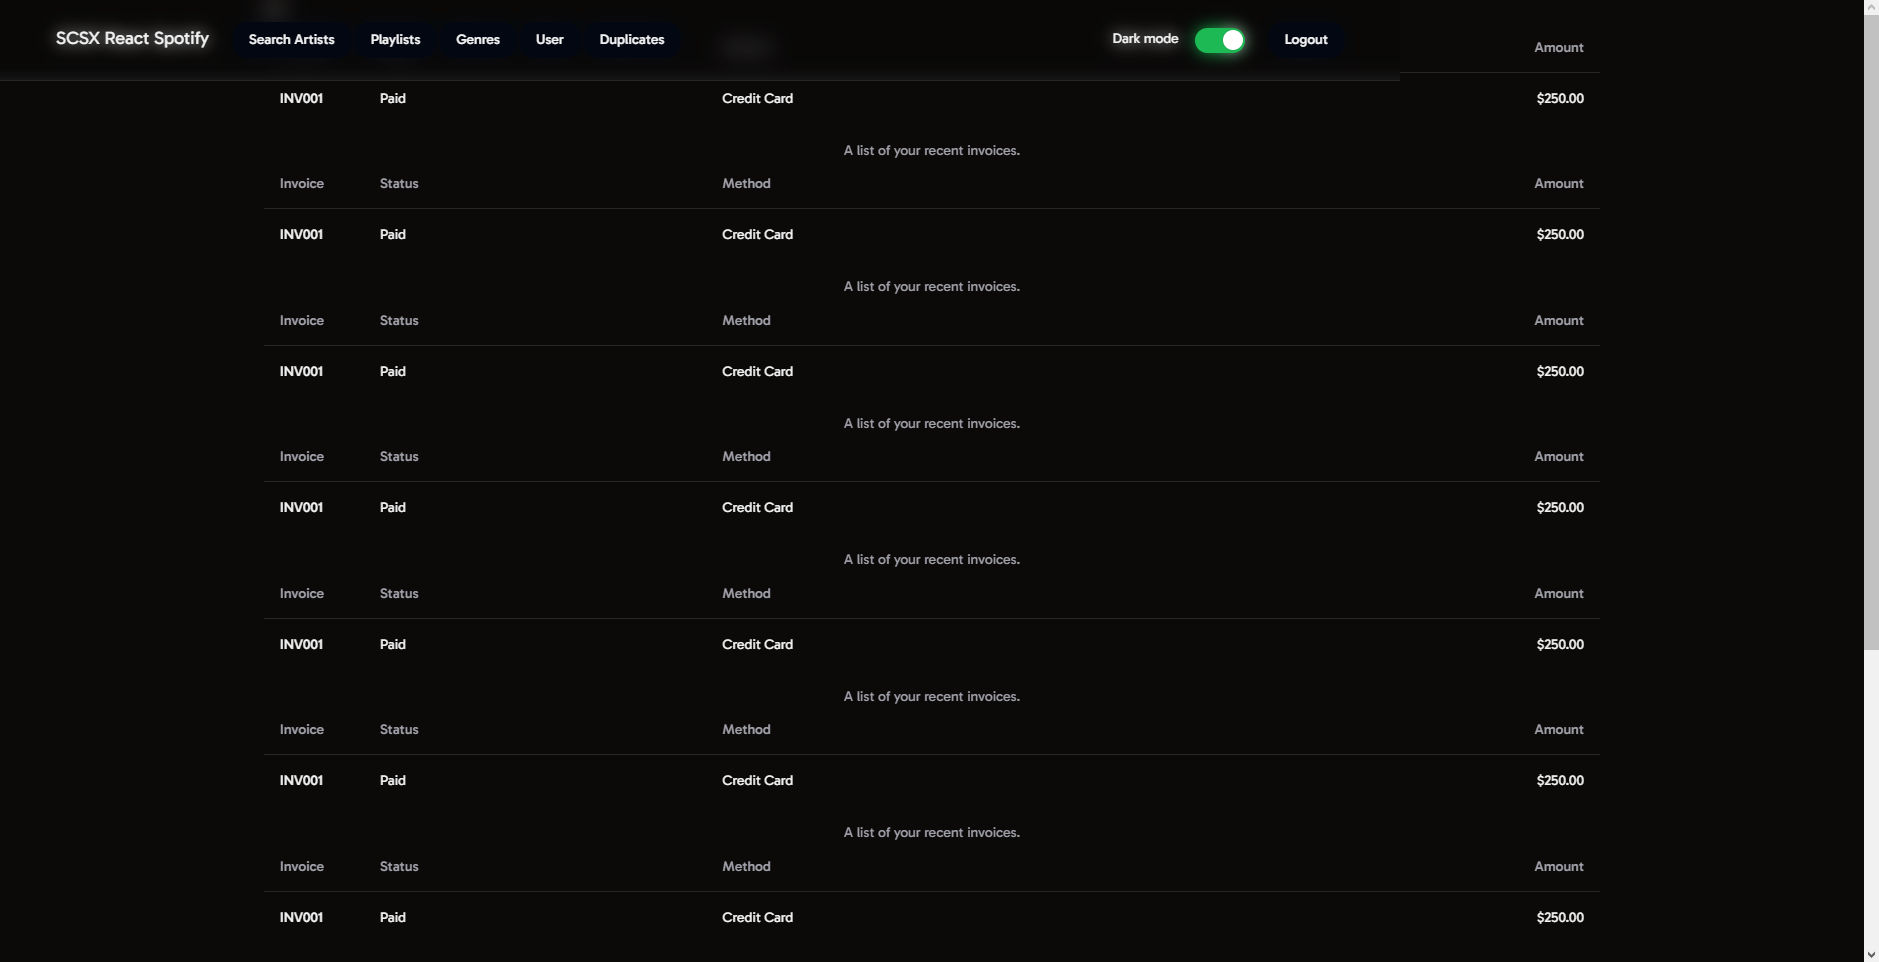 SCSX React Spotify Search Artists Playlists Genres User Duplicates Dark mode Logout
Amount
INV001 Paid Credit Card $250.00
A list of your recent invoices.
Invoice Status Method Amount
INV001 Paid Credit Card $250.00
A list of your recent invoices.
Invoice Status Method Amount
INV001 Paid Credit Card $250.00
A list of your recent invoices.
Invoice Status Method Amount
INV001 Paid Credit Card $250.00
A list of your recent invoices.
Invoice Status Method Amount
INV001 Paid Credit Card $250.00
A list of your recent invoices.
Invoice Status Method Amount
INV001 Paid Credit Card $250.00
A list of your recent invoices.
Invoice Status Method Amount
INV001 Paid Credit Card $250.00